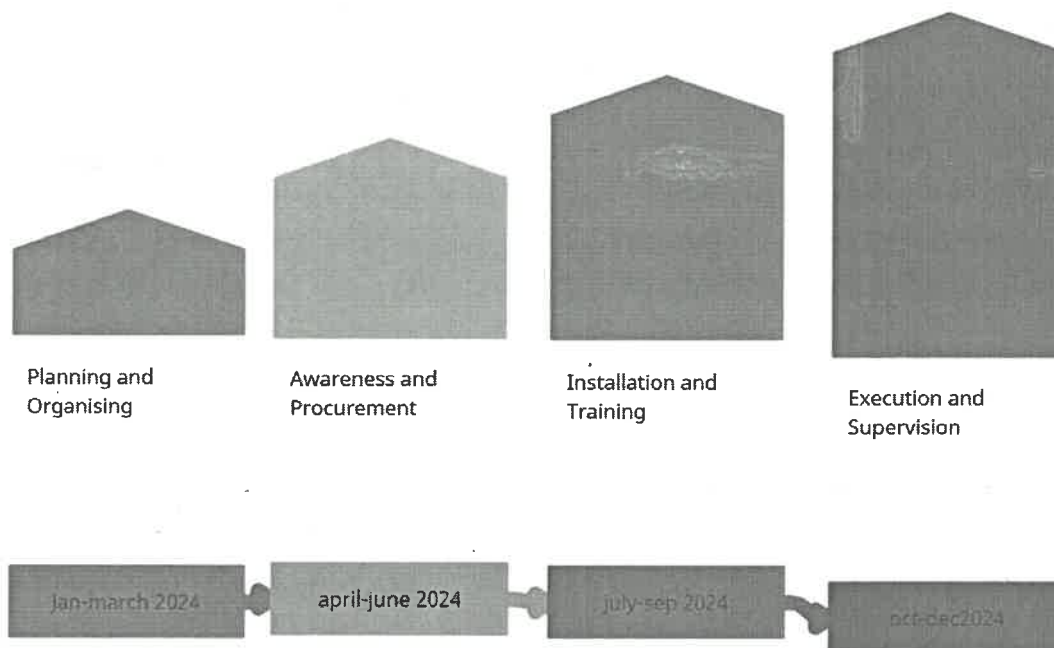 Planning and
Organising
Awareness and
Procurement
Installation and
Training
Execution and
Supervision
jan-march 2024
april-june 2024
july-sep 2024
oct-dec2024